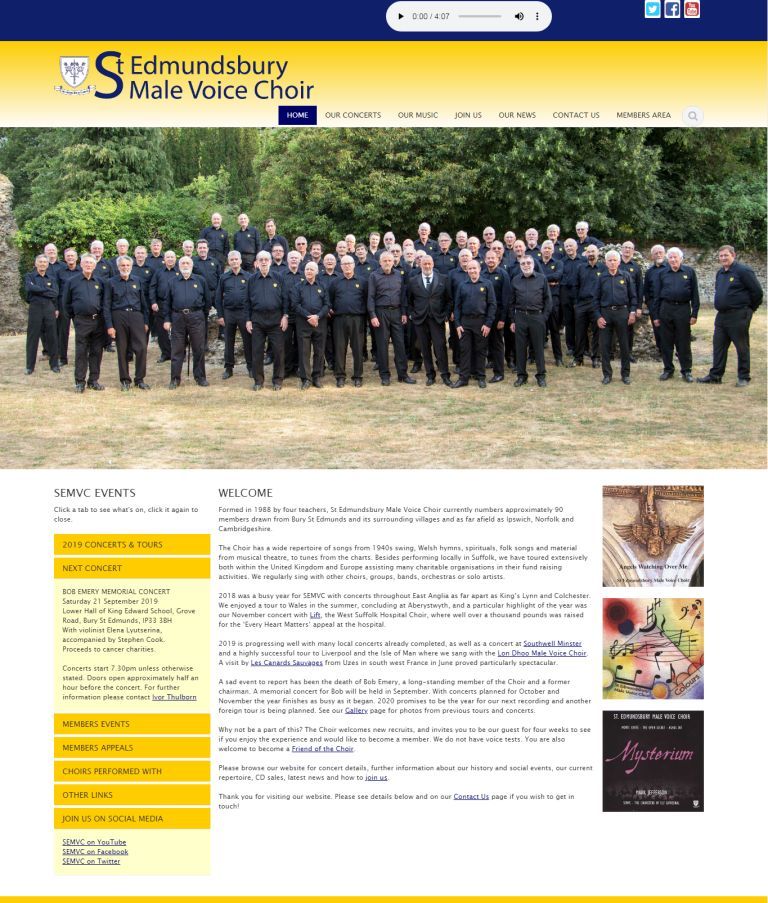 0:00 / 4:07
St Edmundsbury
Male Voice Choir
HOME OUR CONCERTS OUR MUSIC JOIN US OUR NEWS CONTACT US MEMBERS AREA
SEMVC EVENTS
Click a tab to see what's on, click it again to
close.
2019 CONCERTS & TOURS
NEXT CONCERT
BOB EMERY MEMORIAL CONCERT
Saturday 21 September 2019
Lower Hall of King Edward School, Grove
Road, Bury St Edmunds, IP33 3BH
With violinist Elena Lyutserina,
accompanied by Stephen Cook.
Proceeds to cancer charities.
Concerts start 7.30pm unless otherwise
stated. Doors open approximately half an
hour before the concert. For further
information please contact Ivor Thulborn
MEMBERS EVENTS
MEMBERS APPEALS
CHOIRS PERFORMED WITH
OTHER LINKS
JOIN US ON SOCIAL MEDIA
SEMVC on YouTube
SEMVC on Facebook
SEMVC on Twitter
WELCOME
Formed in 1988 by four teachers, St Edmundsbury Male Voice Choir currently numbers approximately 90
members drawn from Bury St Edmunds and its surrounding villages and as far afield as Ipswich, Norfolk and
Cambridgeshire.
The Choir has a wide repertoire of songs from 1940s swing, Welsh hymns, spirituals, folk songs and material
from musical theatre, to tunes from the charts. Besides performing locally in Suffolk, we have toured extensively
both within the United Kingdom and Europe assisting many charitable organisations in their fund raising
activities. We regularly sing with other choirs, groups, bands, orchestras or solo artists.
2018 was a busy year for SEMVC with concerts throughout East Anglia as far apart as King's Lynn and Colchester.
We enjoyed a tour to Wales in the summer, concluding at Aberystwyth, and a particular highlight of the year was
our November concert with Lift, the West Suffolk Hospital Choir, where well over a thousand pounds was raised
for the 'Every Heart Matters' appeal at the hospital.
2019 is progressing well with many local concerts already completed, as well as a concert at Southwell Minster
and a highly successful tour to Liverpool and the Isle of Man where we sang with the Lon Dhoo Male Voice Choir.
A visit by Les Canards Sauvages from Uzes in south west France in June proved particularly spectacular.
A sad event to report has been the death of Bob Emery, a long-standing member of the Choir and a former
chairman. A memorial concert for Bob will be held in September. With concerts planned for October and
November the year finishes as busy as it began. 2020 promises to be the year for our next recording and another
foreign tour is being planned. See our Gallery page for photos from previous tours and concerts.
Why not be a part of this? The Choir welcomes new recruits, and invites you to be our guest for four weeks to see
if you enjoy the experience and would like to become a member. We do not have voice tests. You are also
welcome to become a Friend of the Choir.
Please browse our website for concert details, further information about our history and social events, our current
repertoire, CD sales, latest news and how to join us.
Thank you for visiting our website. Please see details below and on our Contact Us page if you wish to get in
touch!
Angels Watching Over Me
St Edmundsbury Male Voice Choir
Male Voice Choir
Colours
ST. EDMUNDSBURY MALE VOICE CHOIR
Mysterium
MARK JEFFERSON